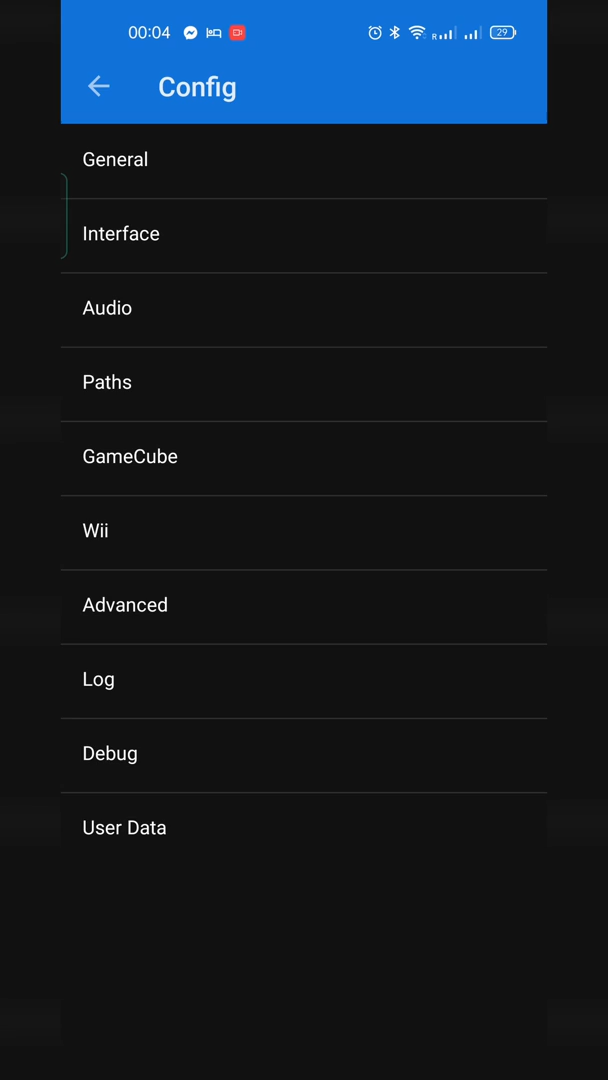 00:04 R 29
Config
General
Interface
Audio
Paths
GameCube
Wii
Advanced
Log
Debug
User Data